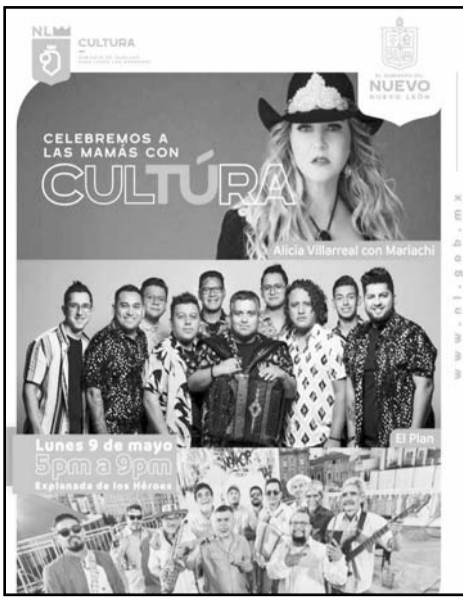 NL
CULTURA
EL GOBIERNO DEL
NUEVO
NUEVO LEÓN
CELEBREMOS A
LAS MAMÁS CON
CULTÚRA
Alicia Villarreal con Mariachi
www.nl.gob.mx
El Plan
Lunes 9 de mayo
5pm a 9pm
Explanada de los Héroes